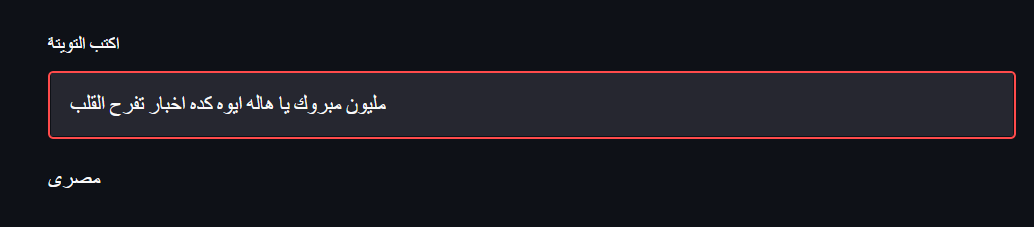 اكتب التويتة
مليون مبروك يا هاله ايوه كده اخبار تفرح القلب
مصرى